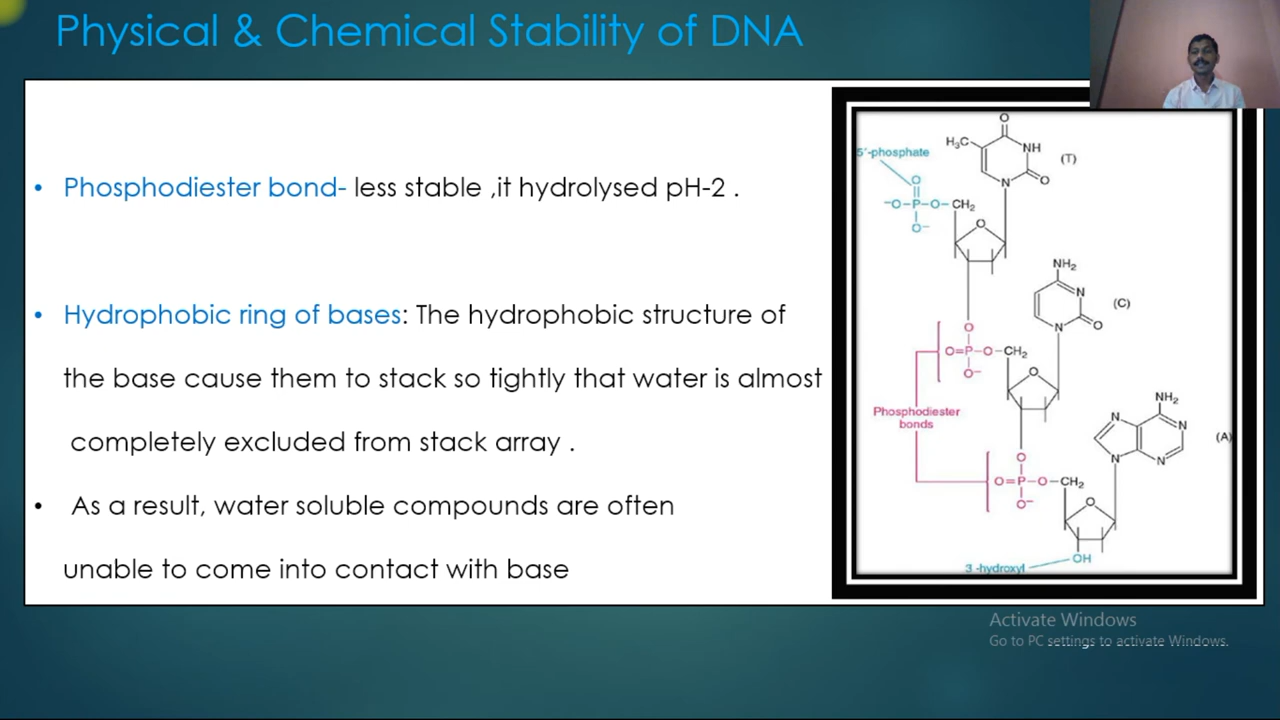 Physical & Chemical Stability of DNA
• Phosphodiester bond- less stable ,it hydrolysed pH-2 .
• Hydrophobic ring of bases: The hydrophobic structure of
the base cause them to stack so tightly that water is almost
completely excluded from stack array .
• As a result, water soluble compounds are often
unable to come into contact with base
5'-phosphate
O
H₃C
NH
(T)
O
N
O
⁻O-P-O-CH₂
O⁻
O
NH₂
N
(C)
N
O
O
O=P-O-CH₂
O⁻
O
Phosphodiester
bonds
NH₂
N
N
(A)
N
N
O
O=P-O-CH₂
O⁻
O
OH
3 -hydroxyl
Activate Windows
Go to PC settings to activate Windows.